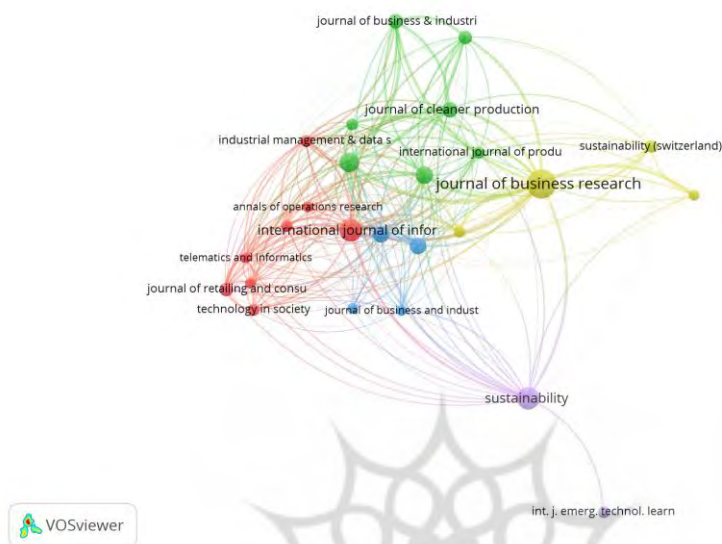 journal of business & industri
journal of cleaner production
industrial management & data s
international journal of produ
sustainability (switzerland)
journal of business research
annals of operations research
international journal of infor
telematics and informatics
journal of retailing and consu
technology in society
journal of business and indust
sustainability
int. j. emerg. technol. learn
VOSviewer